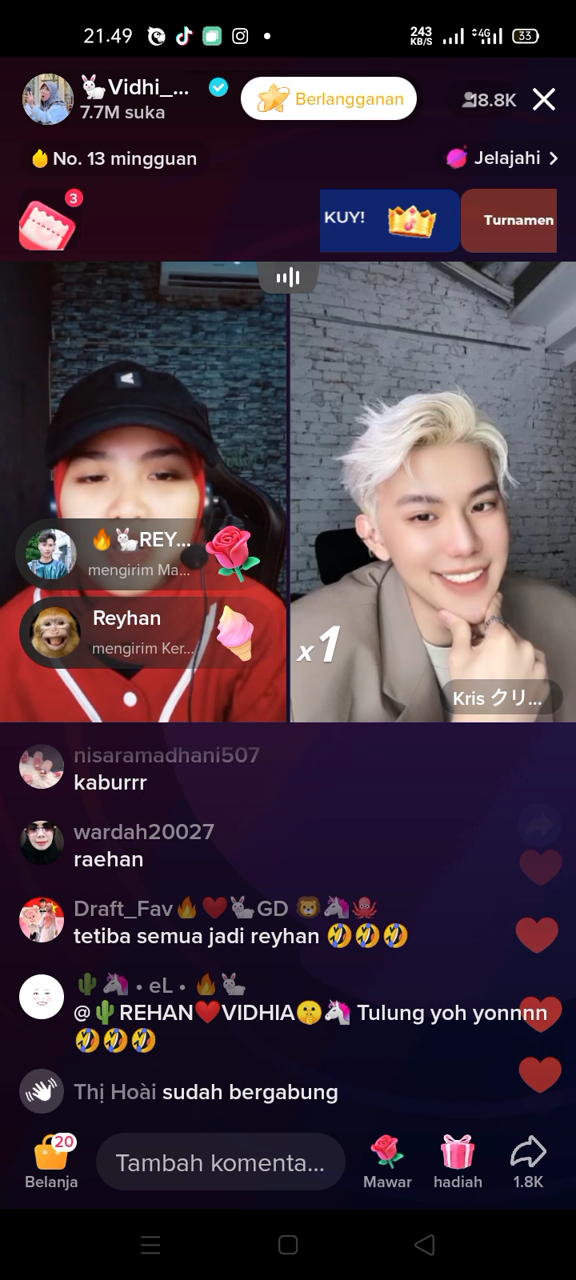 21.49
243
KB/S
4G
33
🐇Vidhi_...
7.7M suka
Berlangganan
18.8K
No. 13 mingguan
Jelajahi >
3
KUY!
Turnamen
🔥🐇REY...
mengirim Ma...
Reyhan
mengirim Ker...
x1
Kris クリ...
nisaramadhani507
kaburrr
wardah20027
raehan
Draft_Fav🔥❤️🐇GD 🦁🦄🐙
tetiba semua jadi reyhan 🤣🤣🤣
🌵🦄 • eL • 🔥🐇
@🌵REHAN❤️VIDHIA🤫🦄 Tulung yoh yonnnn
🤣🤣🤣
Thị Hoài sudah bergabung
20
Belanja
Tambah komenta...
Mawar
hadiah
1.8K